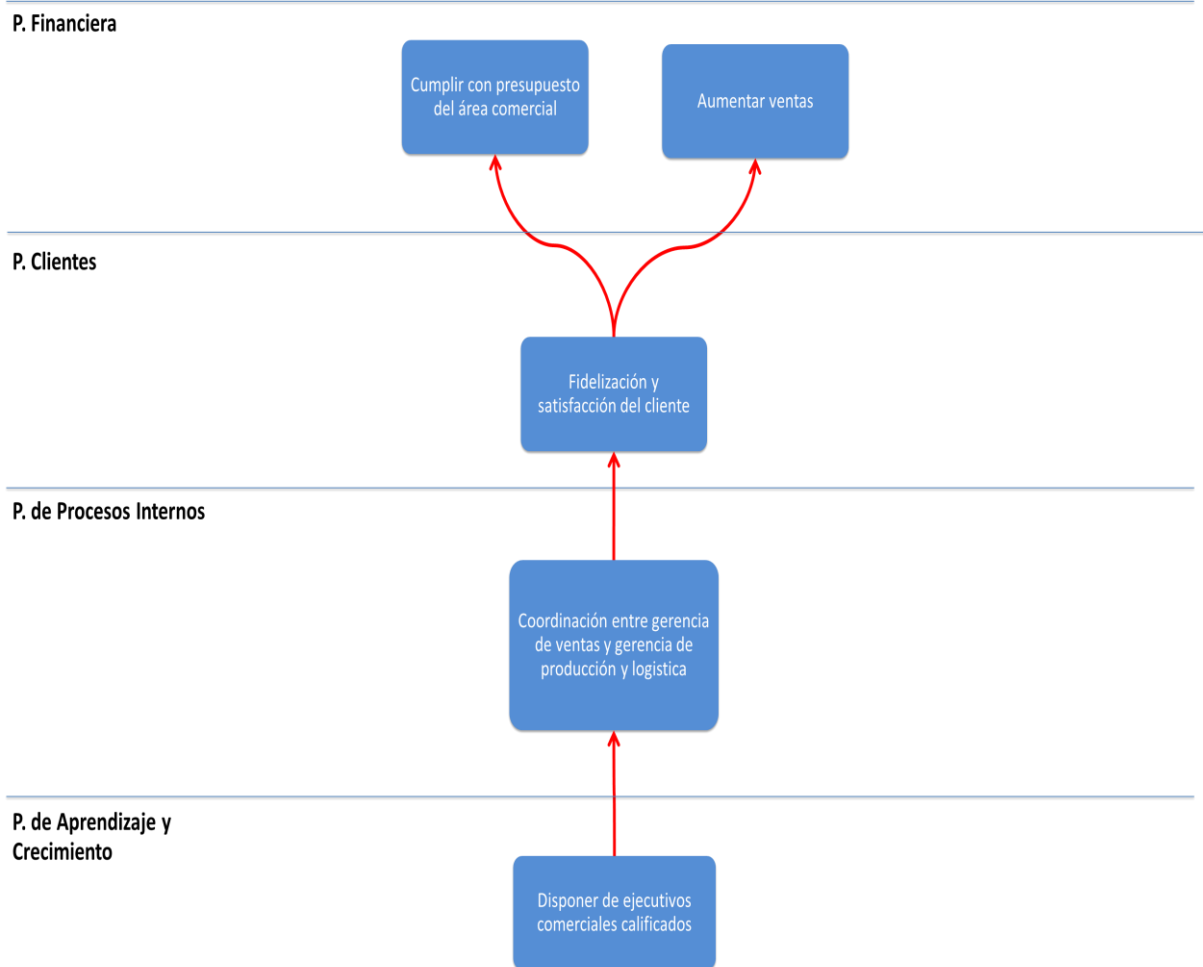 P. Financiera
Cumplir con presupuesto
del área comercial
Aumentar ventas
P. Clientes
Fidelización y
satisfacción del cliente
P. de Procesos Internos
Coordinación entre gerencia
de ventas y gerencia de
producción y logistica
P. de Aprendizaje y
Crecimiento
Disponer de ejecutivos
comerciales calificados